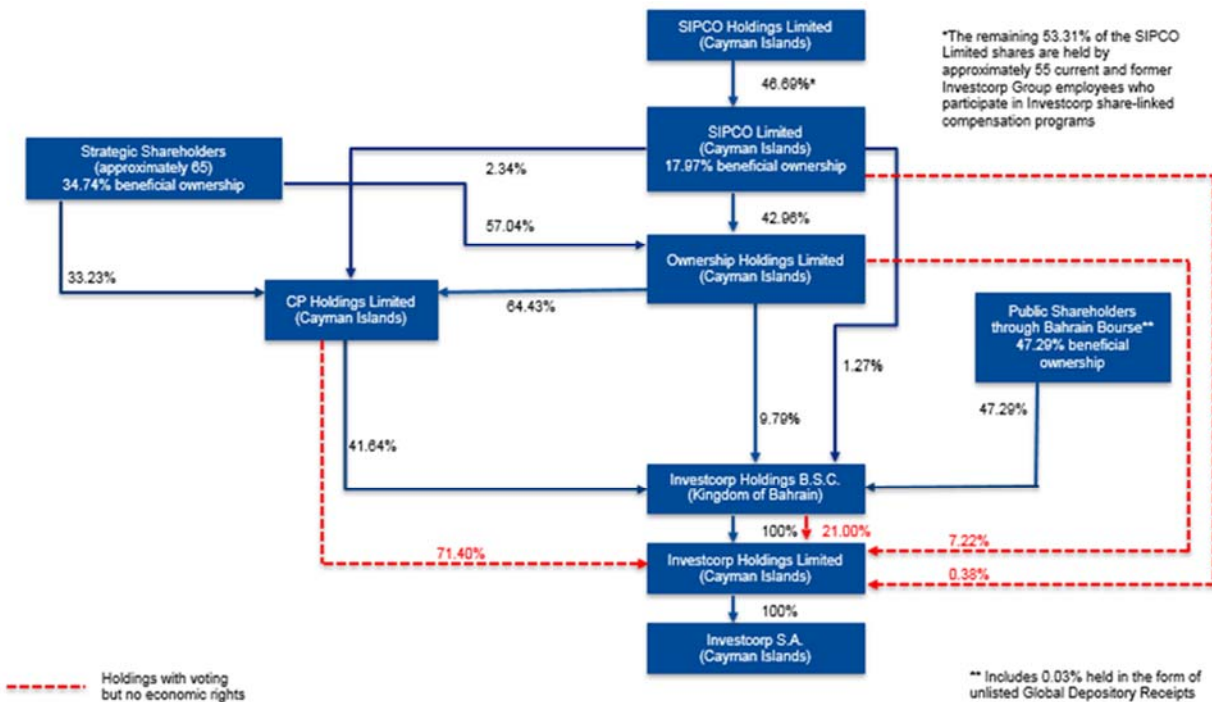 SIPCO Holdings Limited
(Cayman Islands)
*The remaining 53.31% of the SIPCO
Limited shares are held by
approximately 55 current and former
Investcorp Group employees who
participate in Investcorp share-linked
compensation programs
46.69%*
SIPCO Limited
(Cayman Islands)
17.97% beneficial ownership
Strategic Shareholders
(approximately 65)
34.74% beneficial ownership
2.34%
42.96%
57.04%
Ownership Holdings Limited
(Cayman Islands)
33.23%
CP Holdings Limited
(Cayman Islands)
64.43%
Public Shareholders
through Bahrain Bourse**
47.29% beneficial
ownership
1.27%
47.29%
9.79%
41.64%
Investcorp Holdings B.S.C.
(Kingdom of Bahrain)
100%
21.00%
7.22%
71.40%
Investcorp Holdings Limited
(Cayman Islands)
0.38%
100%
Investcorp S.A.
(Cayman Islands)
Holdings with voting
but no economic rights
** Includes 0.03% held in the form of
unlisted Global Depository Receipts